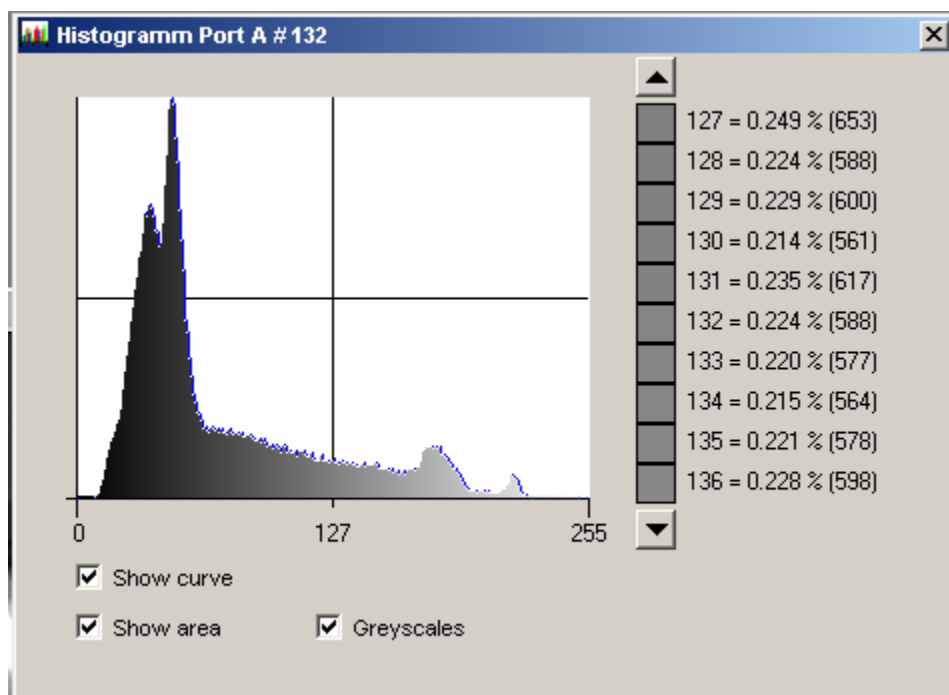 Histogramm Port A # 132
127 = 0.249 % (653)
128 = 0.224 % (588)
129 = 0.229 % (600)
130 = 0.214 % (561)
131 = 0.235 % (617)
132 = 0.224 % (588)
133 = 0.220 % (577)
134 = 0.215 % (564)
135 = 0.221 % (578)
136 = 0.228 % (598)
0 127 255
Show curve
Show area Greyscales